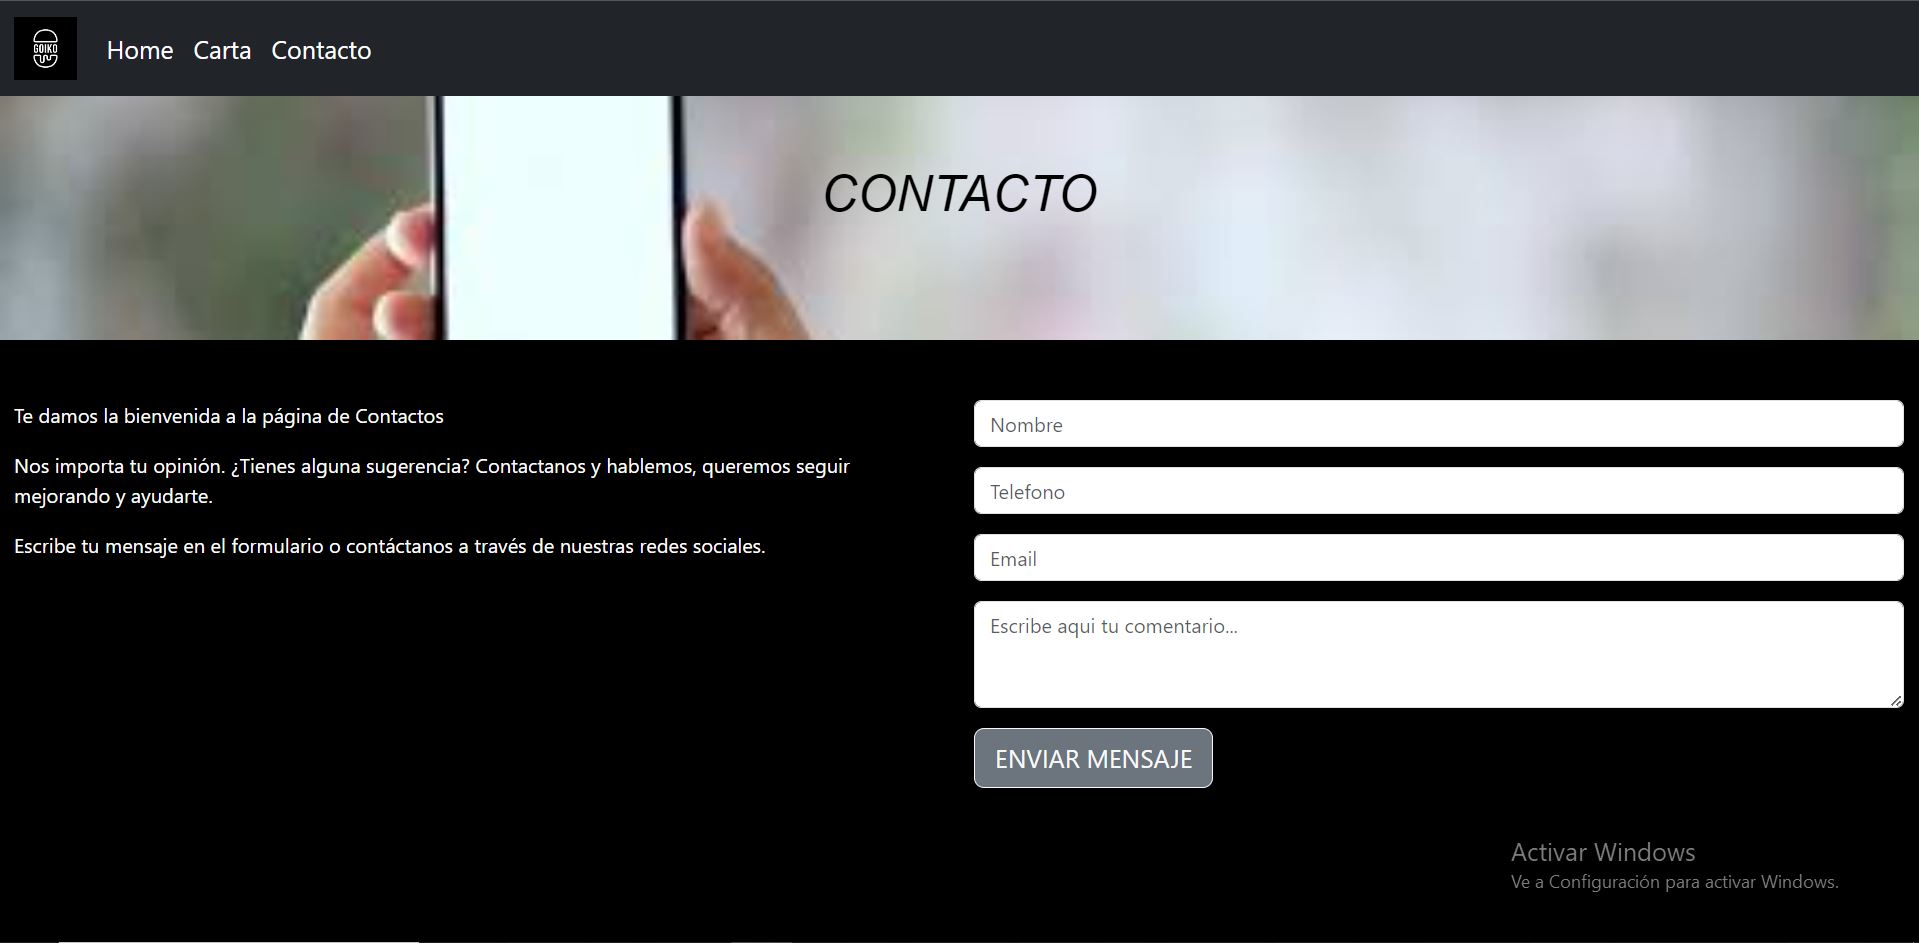 GOIKO
Home Carta Contacto
CONTACTO
Te damos la bienvenida a la página de Contactos
Nos importa tu opinión. ¿Tienes alguna sugerencia? Contactanos y hablemos, queremos seguir
mejorando y ayudarte.
Escribe tu mensaje en el formulario o contáctanos a través de nuestras redes sociales.
Nombre
Telefono
Email
Escribe aqui tu comentario...
ENVIAR MENSAJE
Activar Windows
Ve a Configuración para activar Windows.